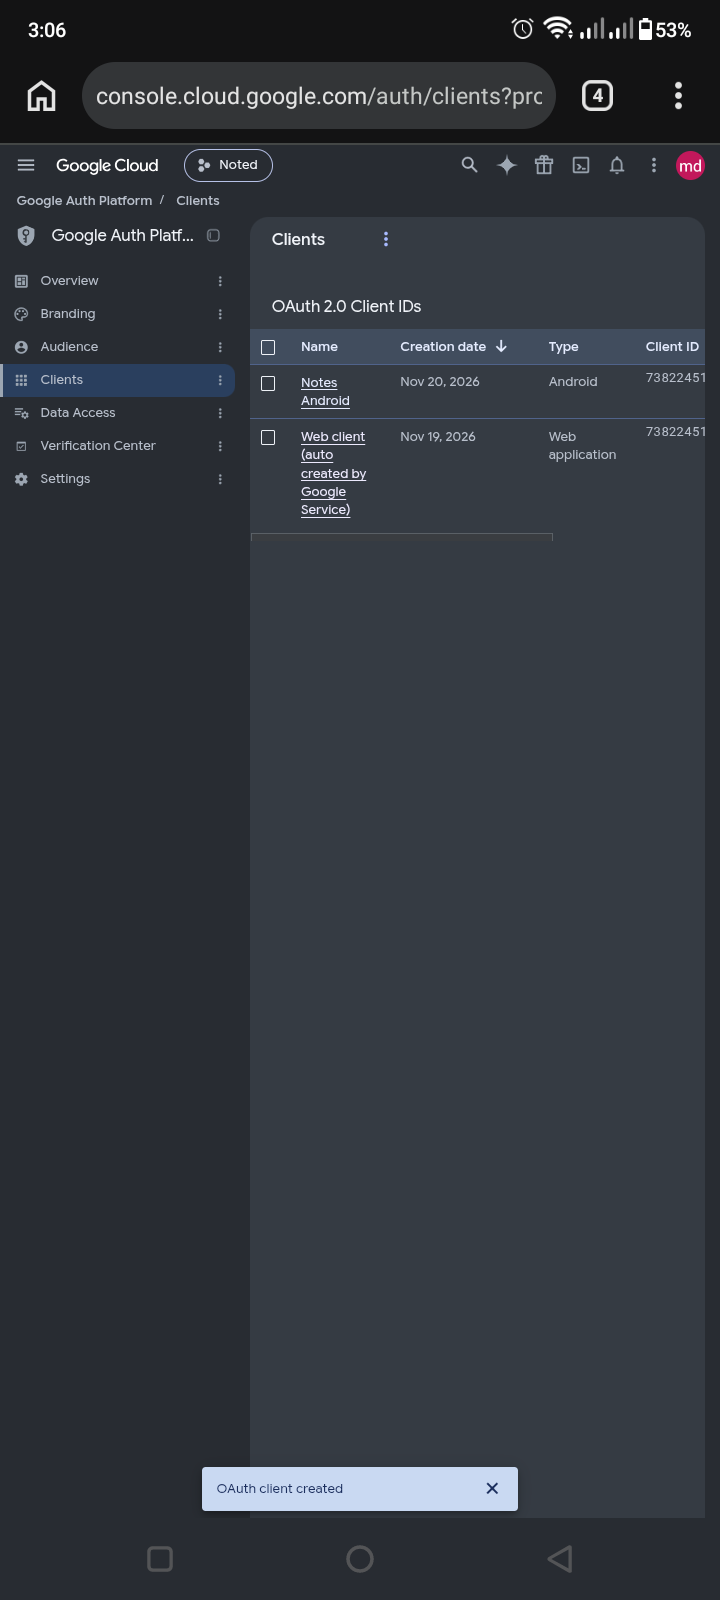 3:06
53%
console.cloud.google.com/auth/clients?prc
4
Google Cloud
Noted
md
Google Auth Platform / Clients
Google Auth Platf...
Overview
Branding
Audience
Clients
Data Access
Verification Center
Settings
Clients
OAuth 2.0 Client IDs
Name Creation date Type Client ID
Notes Nov 20, 2026 Android 73822451
Android
Web client Nov 19, 2026 Web 73822451
(auto application
created by
Google
Service)
OAuth client created